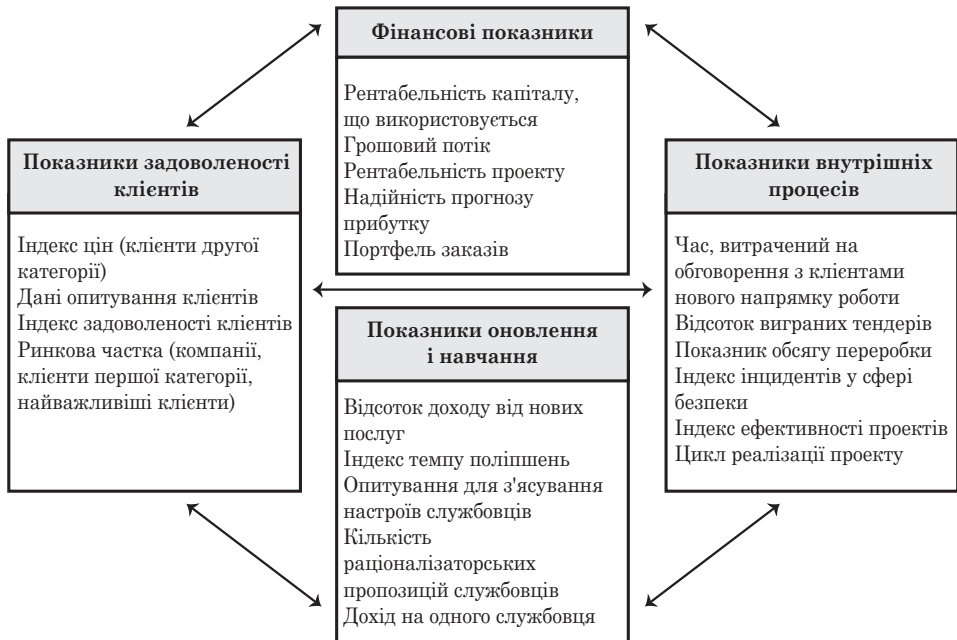 Фінансові показники
Рентабельність капіталу,
що використовується
Грошовий потік
Рентабельність проекту
Надійність прогнозу
прибутку
Портфель заказів
Показники задоволеності
клієнтів
Індекс цін (клієнти другої
категорії)
Дані опитування клієнтів
Індекс задоволеності клієнтів
Ринкова частка (компанії,
клієнти першої категорії,
найважливіші клієнти)
Показники внутрішніх
процесів
Час, витрачений на
обговорення з клієнтами
нового напрямку роботи
Відсоток виграних тендерів
Показник обсягу переробки
Індекс інцидентів у сфері
безпеки
Індекс ефективності проектів
Цикл реалізації проекту
Показники оновлення
і навчання
Відсоток доходу від нових
послуг
Індекс темпу поліпшень
Опитування для з'ясування
настроїв службовців
Кількість
раціоналізаторських
пропозицій службовців
Дохід на одного службовця